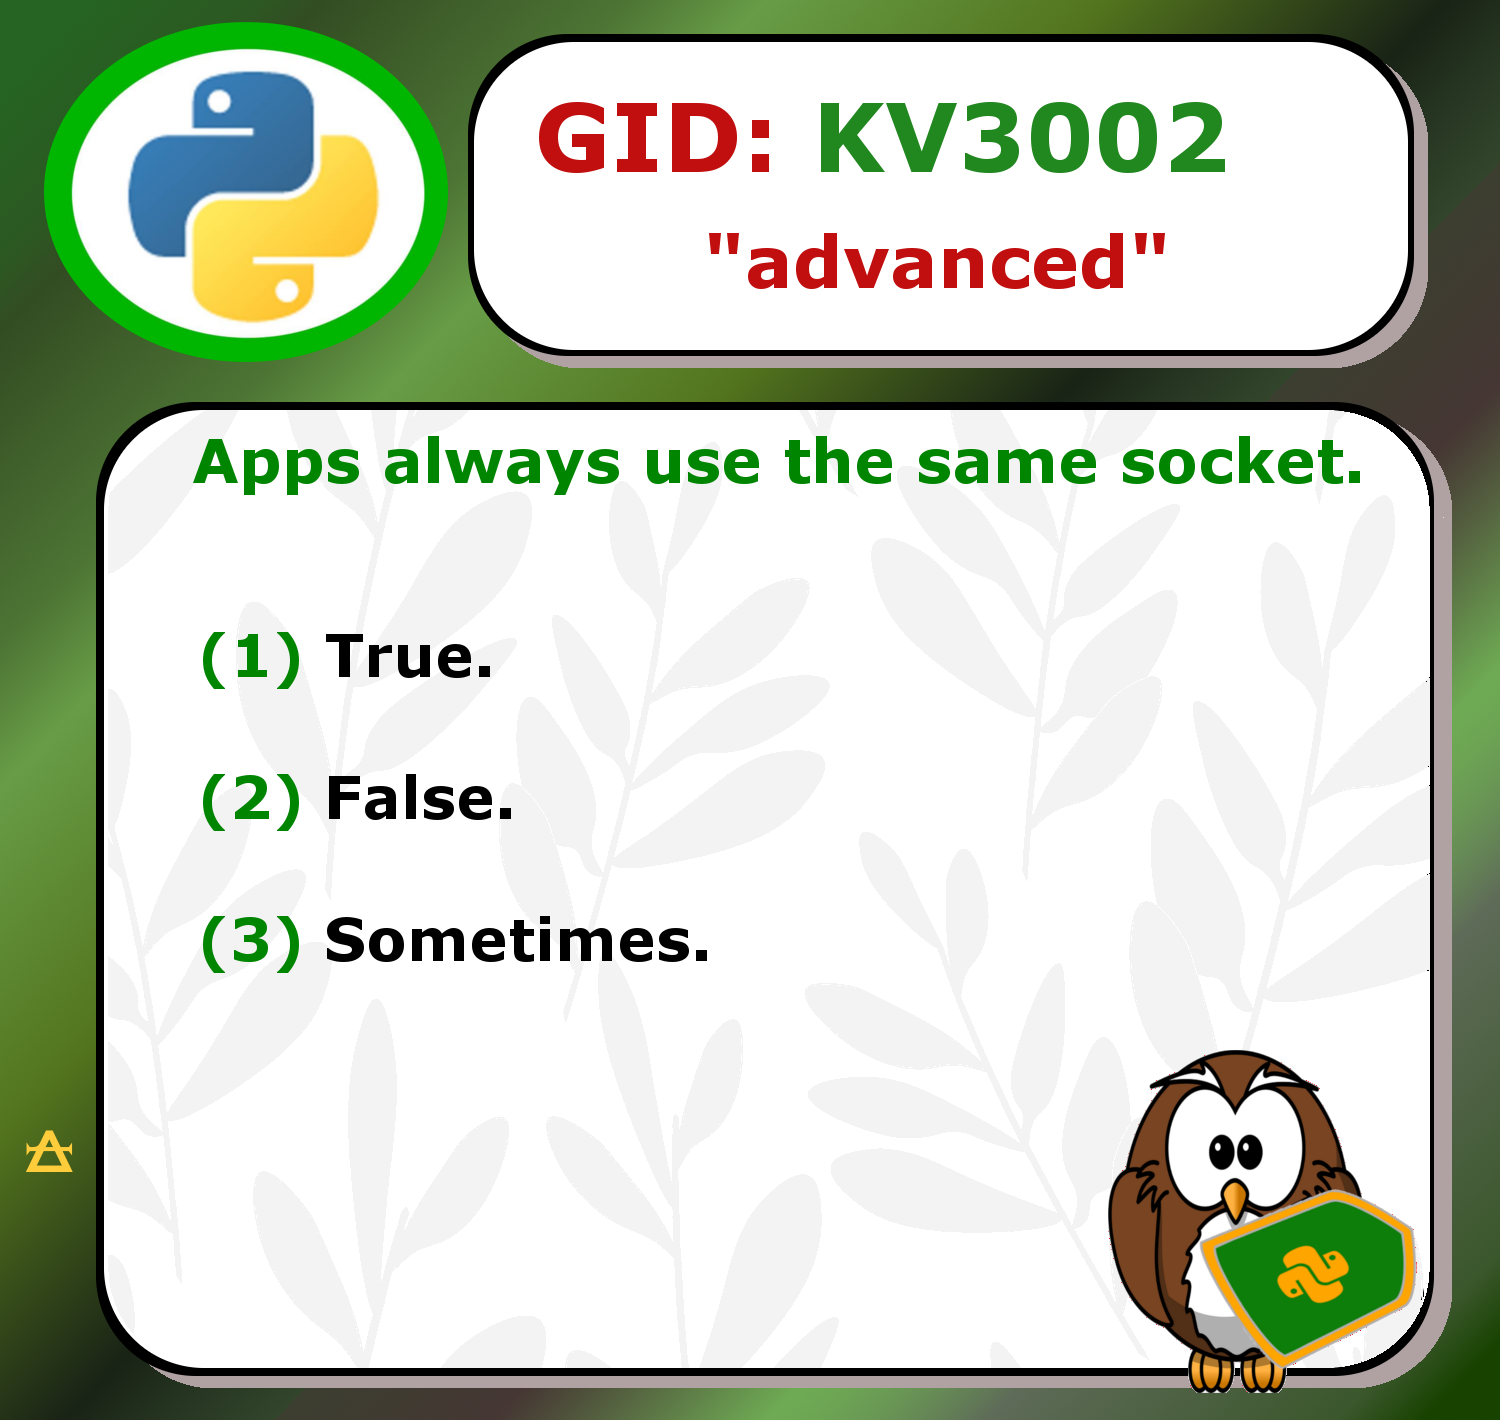 GID: KV3002
"advanced"
Apps always use the same socket.
(1) True.
(2) False.
(3) Sometimes.